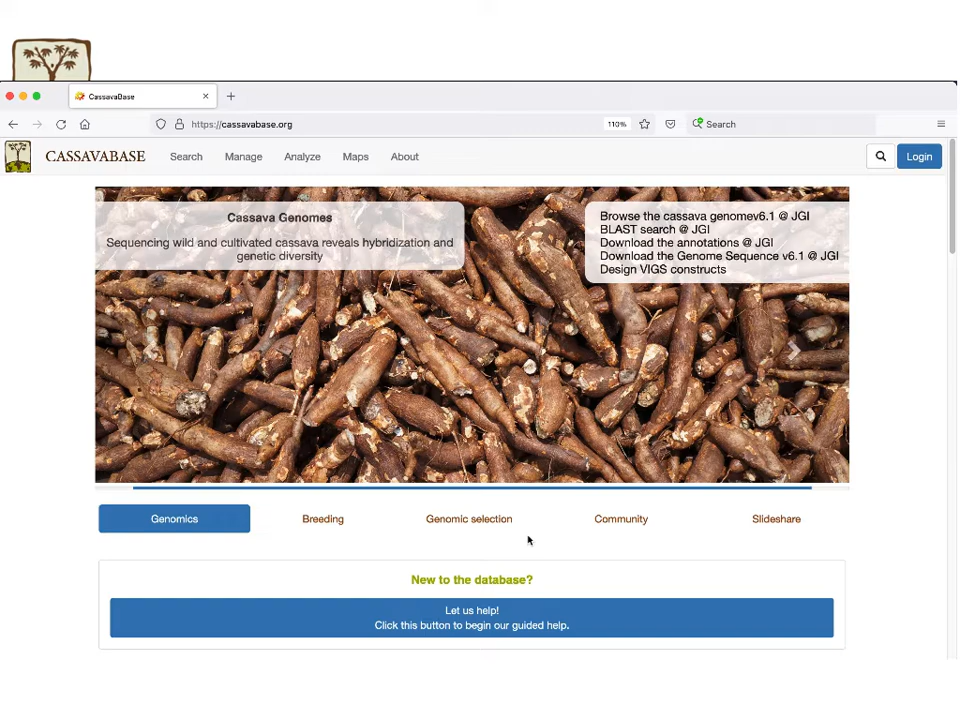 CassavaBase
https://cassavabase.org
110%
Search
CASSAVABASE
Search Manage Analyze Maps About
Login
Cassava Genomes
Sequencing wild and cultivated cassava reveals hybridization and
genetic diversity
Browse the cassava genomev6.1 @ JGI
BLAST search @ JGI
Download the annotations @ JGI
Download the Genome Sequence v6.1 @ JGI
Design VIGS constructs
Genomics Breeding Genomic selection Community Slideshare
New to the database?
Let us help!
Click this button to begin our guided help.